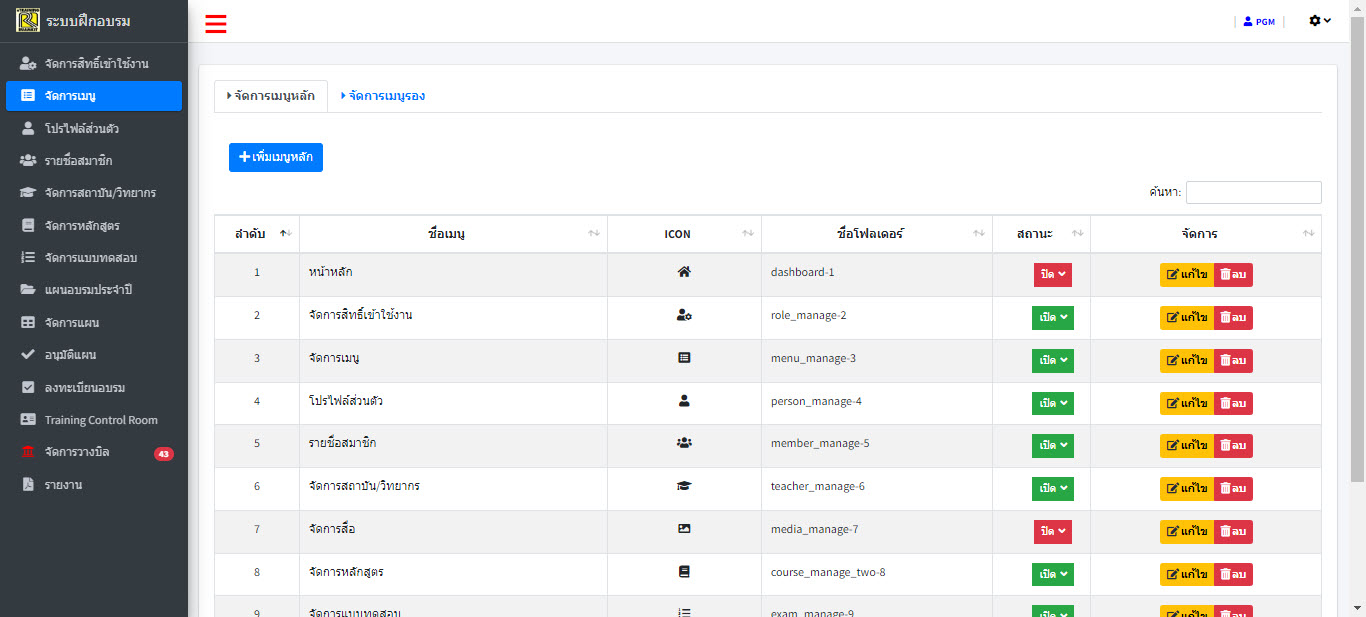 ระบบฝึกอบรม
PGM
จัดการสิทธิ์เข้าใช้งาน
จัดการเมนู
โปรไฟล์ส่วนตัว
รายชื่อสมาชิก
จัดการสถาบัน/วิทยากร
จัดการหลักสูตร
จัดการแบบทดสอบ
แผนอบรมประจำปี
จัดการแผน
อนุมัติแผน
ลงทะเบียนอบรม
Training Control Room
จัดการวางบิล 43
รายงาน
จัดการเมนูหลัก จัดการเมนูรอง
เพิ่มเมนูหลัก
ค้นหา:
ลำดับ ชื่อเมนู ICON ชื่อโฟลเดอร์ สถานะ จัดการ
1 หน้าหลัก dashboard-1 ปิด แก้ไข ลบ
2 จัดการสิทธิ์เข้าใช้งาน role_manage-2 เปิด แก้ไข ลบ
3 จัดการเมนู menu_manage-3 เปิด แก้ไข ลบ
4 โปรไฟล์ส่วนตัว person_manage-4 เปิด แก้ไข ลบ
5 รายชื่อสมาชิก member_manage-5 เปิด แก้ไข ลบ
6 จัดการสถาบัน/วิทยากร teacher_manage-6 เปิด แก้ไข ลบ
7 จัดการสื่อ media_manage-7 ปิด แก้ไข ลบ
8 จัดการหลักสูตร course_manage_two-8 เปิด แก้ไข ลบ
9 จัดการแบบทดสอบ exam_manage-9 เปิด แก้ไข ลบ